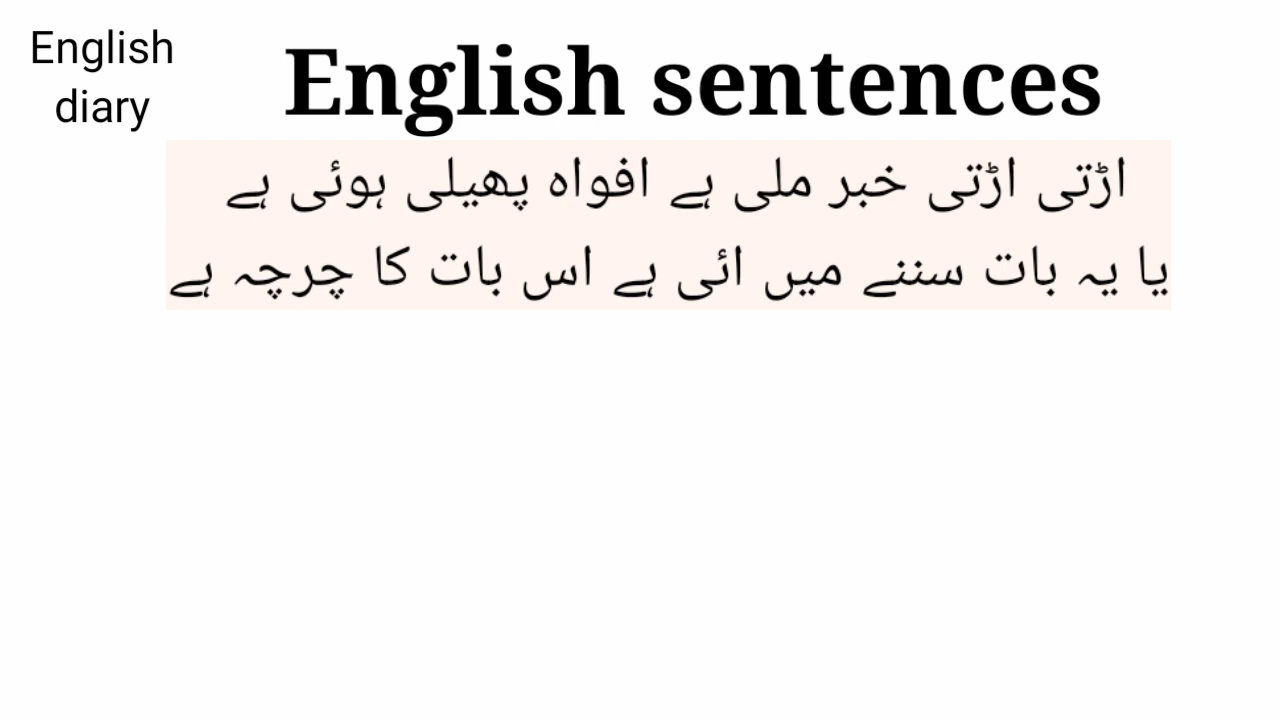 English
diary
English sentences
اڑتی اڑتی خبر ملی ہے افواہ پھیلی ہوئی ہے
یا یہ بات سننے میں ائی ہے اس بات کا چرچہ ہے